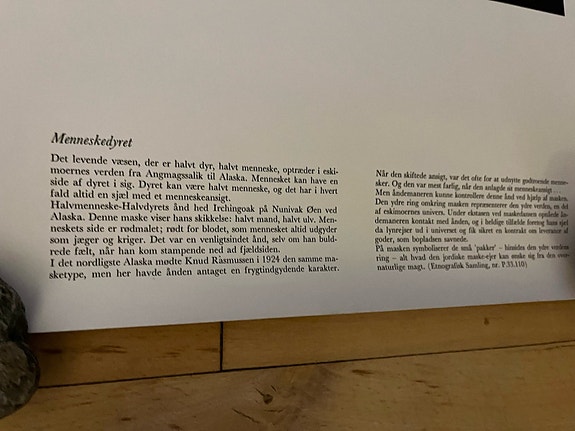 Menneskedyret
Det levende væsen, der er halvt dyr, halvt menneske, optræder i eski-
moernes verden fra Angmagssalik til Alaska. Mennesket kan have en
side af dyret i sig. Dyret kan være halvt menneske, og det har i hvert
fald altid en sjæl med et menneskeansigt.
Halvmenneske-Halvdyrets ånd hed Irchingoak på Nunivak Øen ved
Alaska. Denne maske viser hans skikkelse: halvt mand, halvt ulv. Men-
neskets side er rødmalet; rødt for blodet, som mennesket altid udgyder
som jæger og kriger. Det var en venligtsindet ånd, selv om han buld-
rede fælt, når han kom stampende ned ad fjældsiden.
I det nordligste Alaska mødte Knud Rasmussen i 1924 den samme ma-
sketype, men her havde ånden antaget en frygtindgydende karakter.
Når den skiftede ansigt, var det ofte for at udnytte godtroende menne-
sker. Og den var mest farlig, når den anlagde sit menneskeansigt ...
Men åndemaneren kunne kontrollere denne ånd ved hjælp af masken.
Den ydre ring omkring masken repræsenterer den ydre verden, en del
af eskimoernes univers. Under ekstasen ved maskedansen opnåede ån-
demaneren kontakt med ånden, og i heldige tilfælde foretog hans sjæl
da lynrejser ud i universet og fik sikret en kontrakt om leverance af
goder, som bopladsen savnede.
På masken symboliserer de små 'pakker' – hinsides den ydre verdens
ring – alt hvad den jordiske maske-ejer kan ønske sig fra den over-
naturlige magt. (Etnografisk Samling, nr. P.33.110)